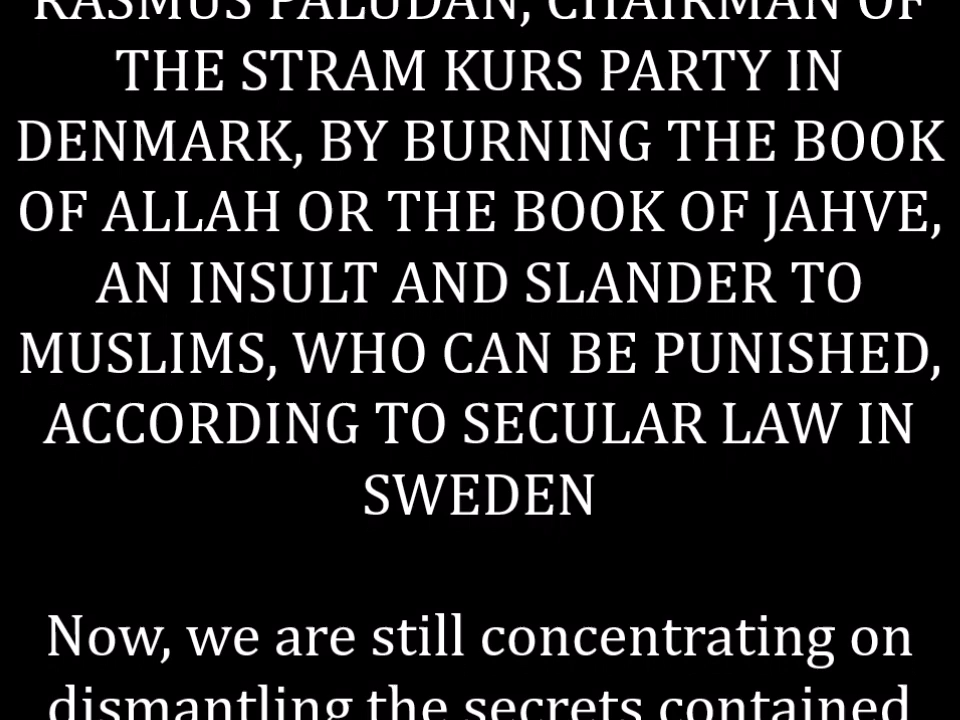 RASMUS PALUDAN, CHAIRMAN OF
THE STRAM KURS PARTY IN
DENMARK, BY BURNING THE BOOK
OF ALLAH OR THE BOOK OF JAHVE,
AN INSULT AND SLANDER TO
MUSLIMS, WHO CAN BE PUNISHED,
ACCORDING TO SECULAR LAW IN
SWEDEN
Now, we are still concentrating on
dismantling the secrets contained